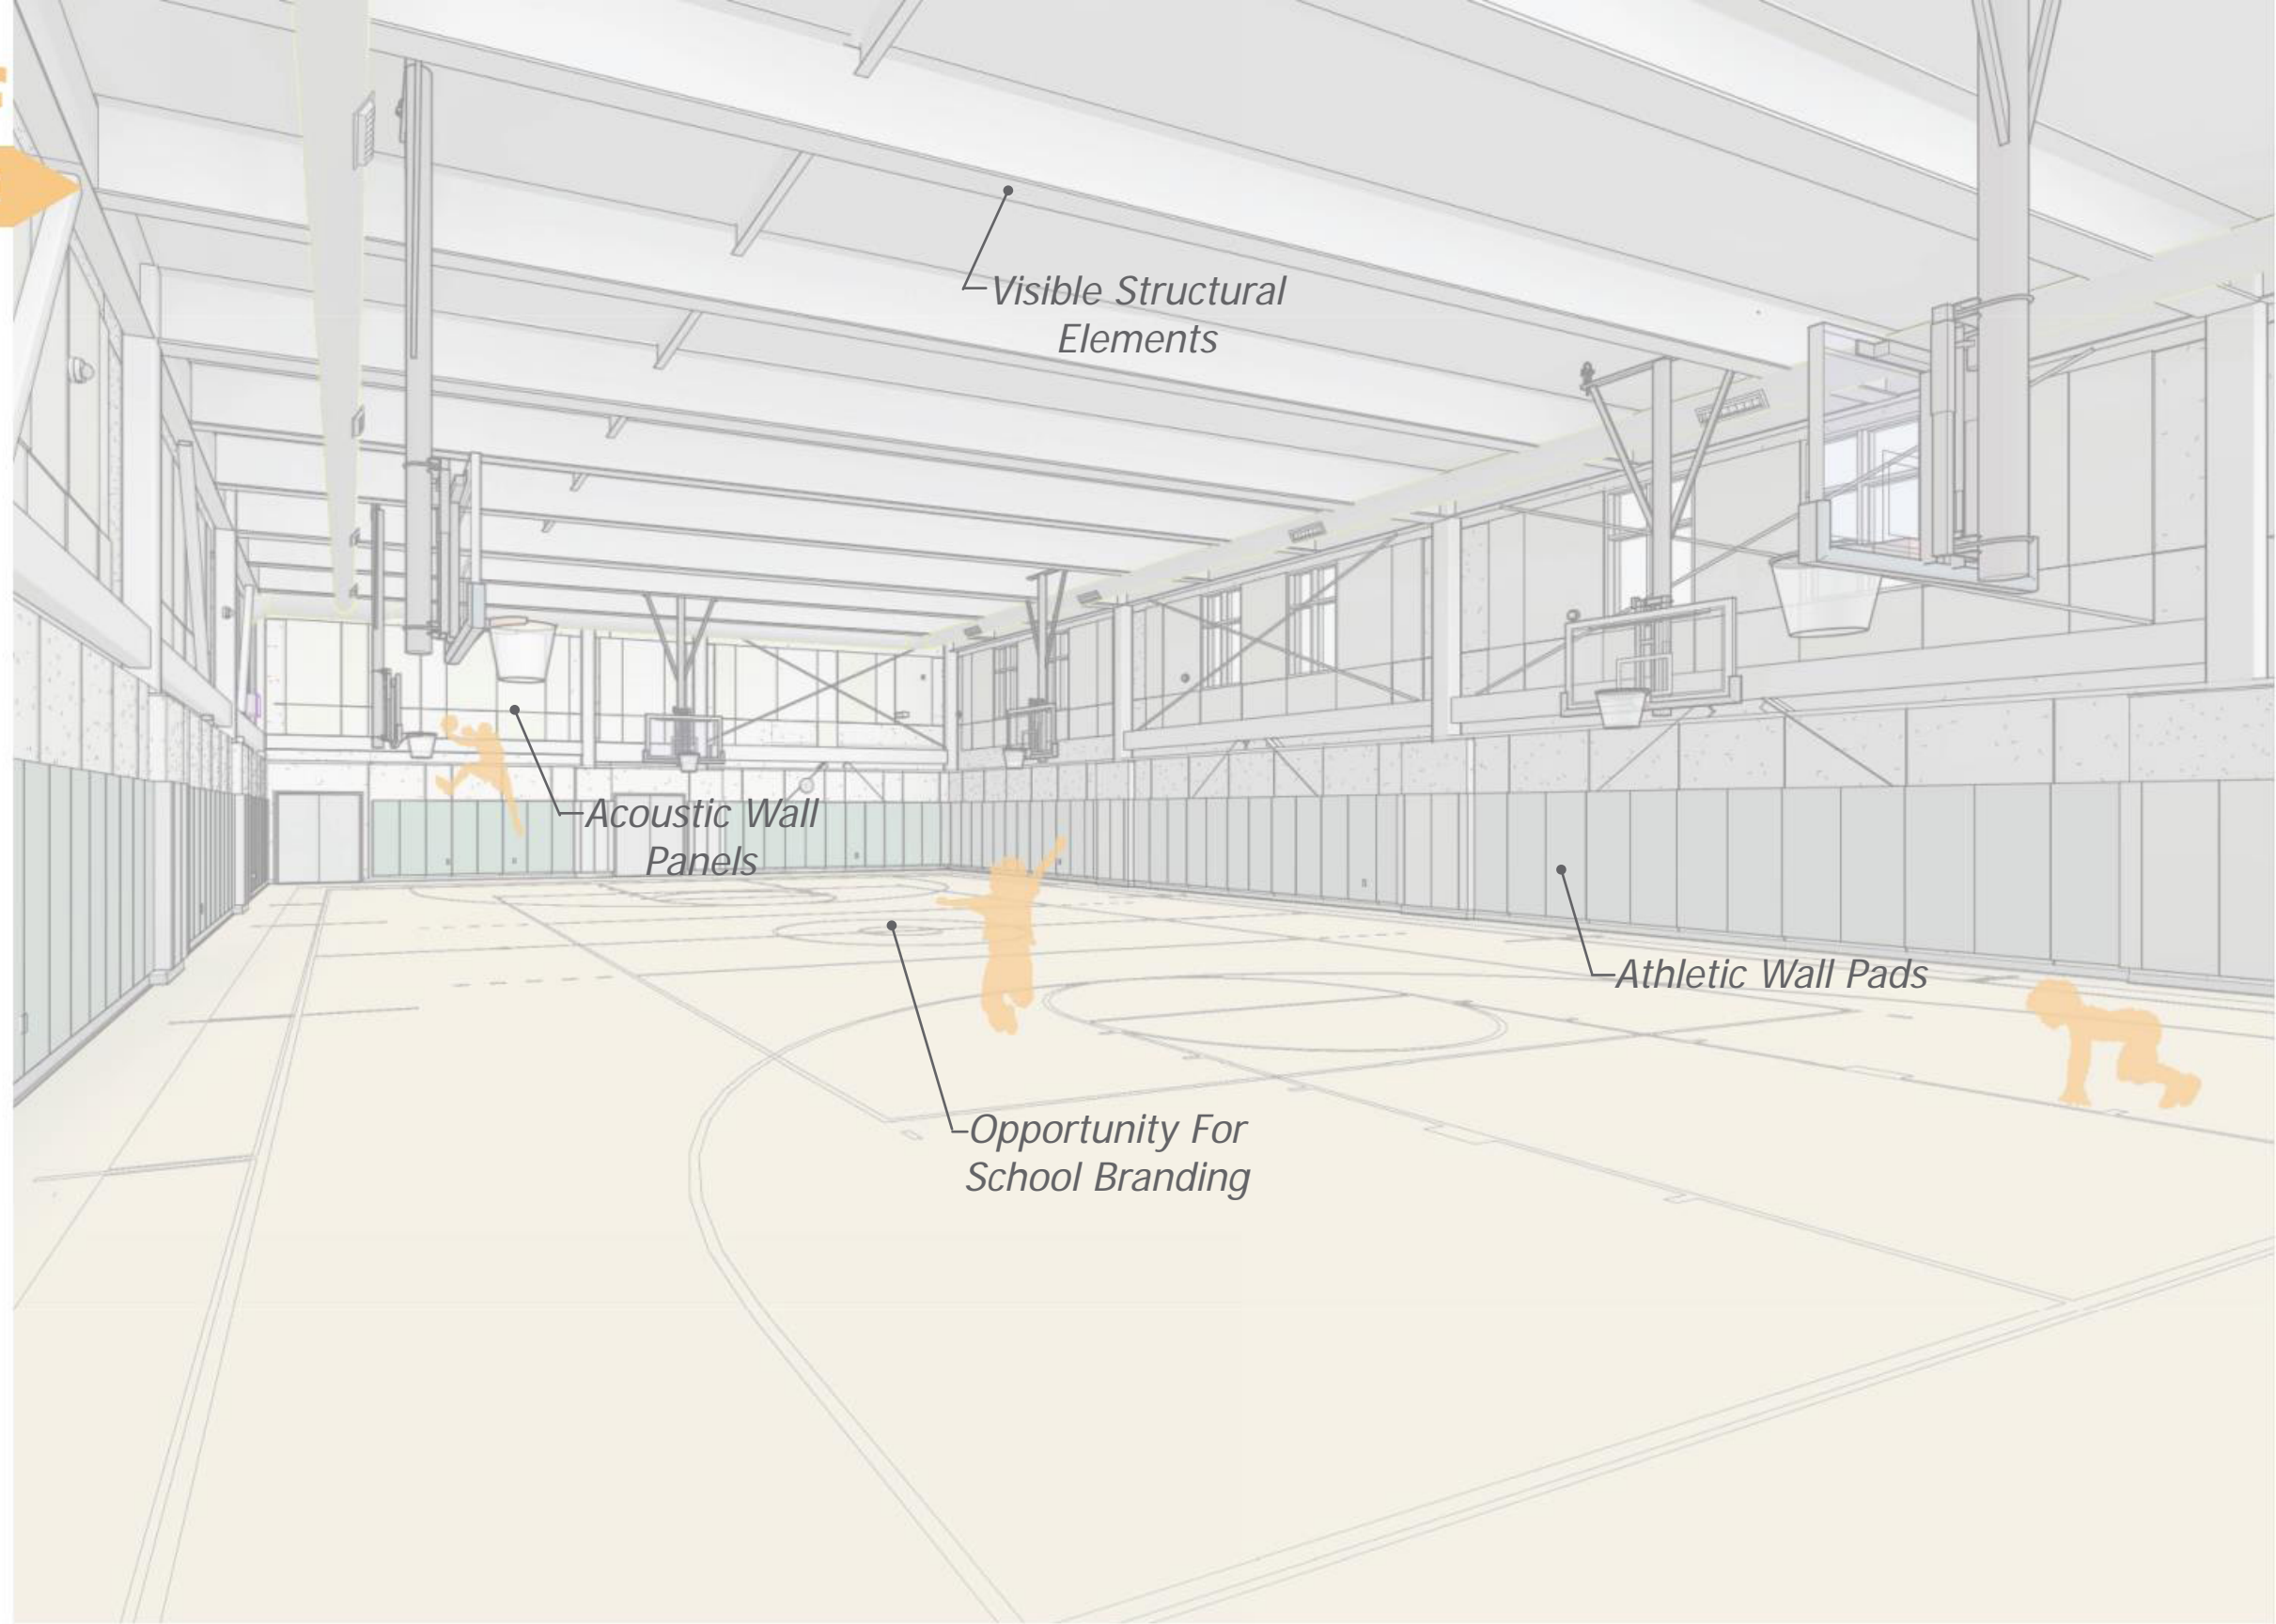 Visible Structural
Elements
Acoustic Wall
Panels
Athletic Wall Pads
Opportunity For
School Branding